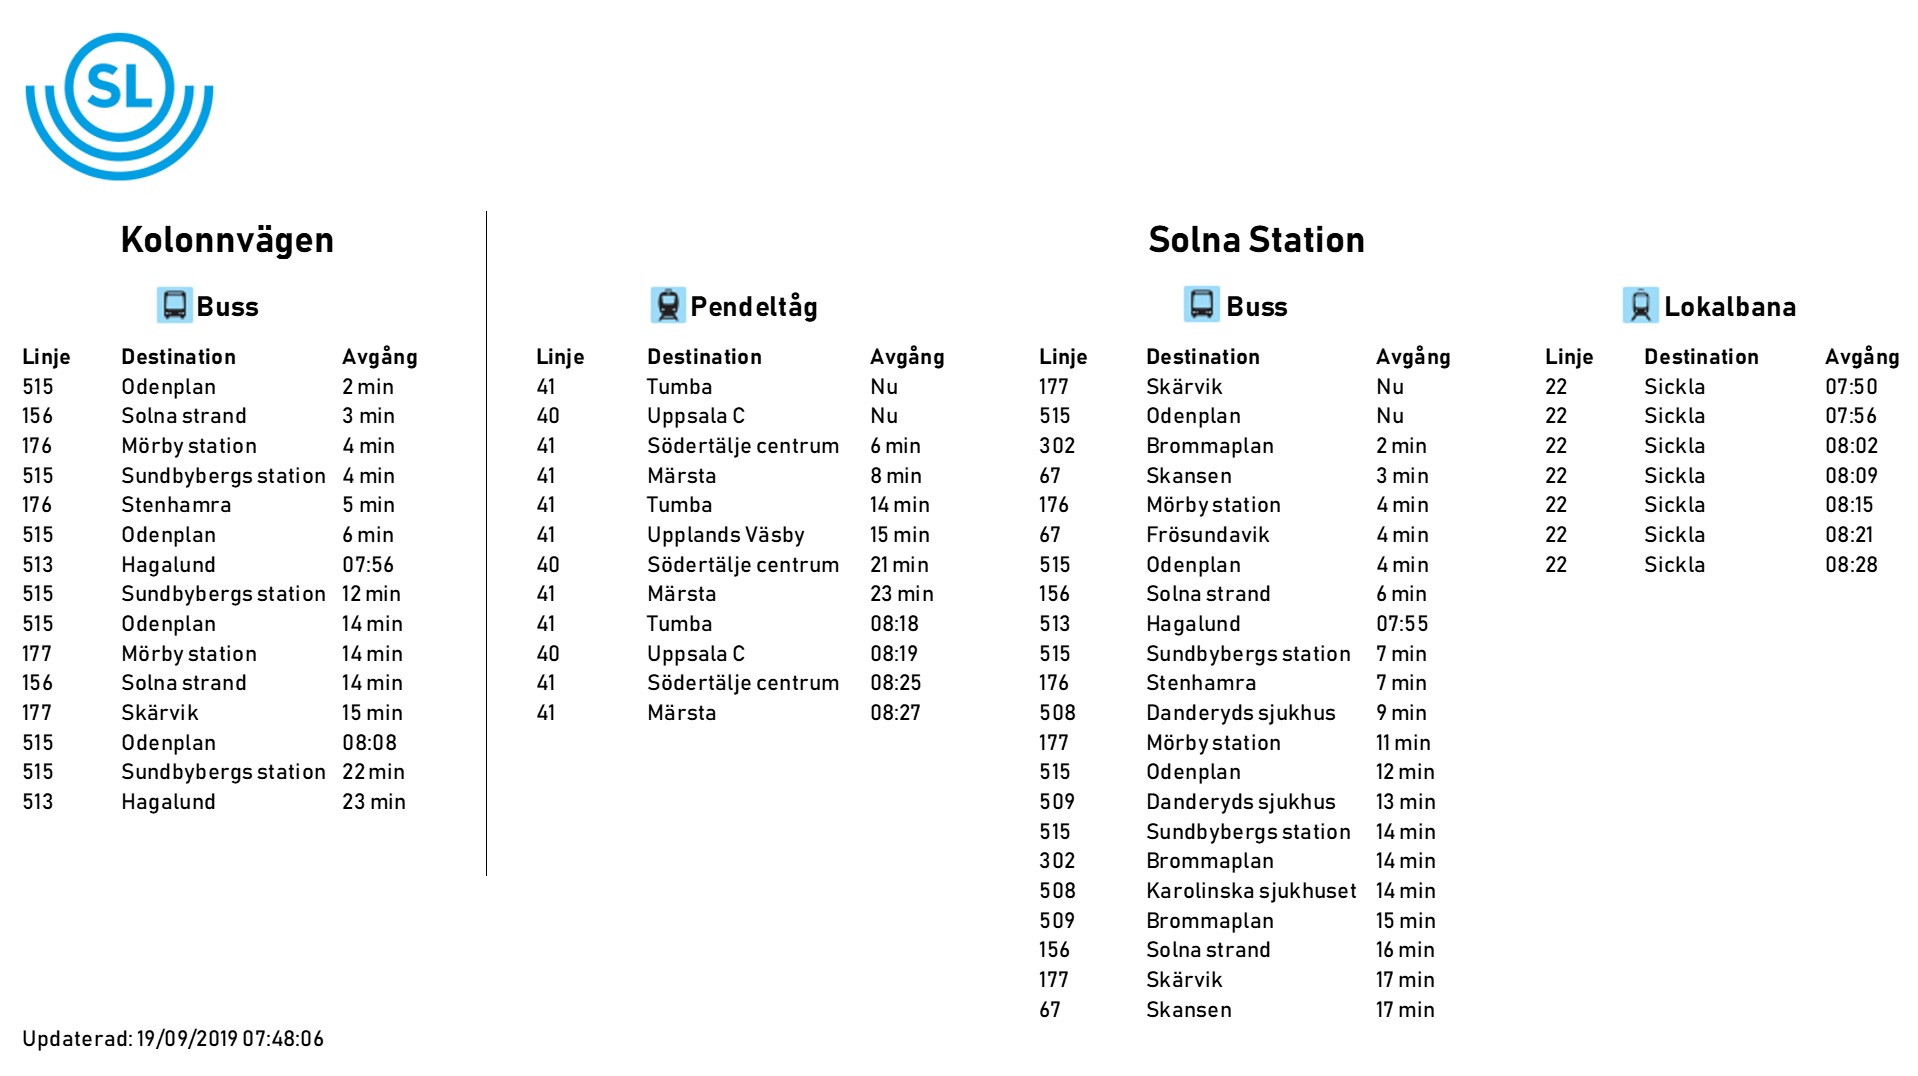 SL
Kolonnvägen
Buss
Linje Destination Avgång
515 Odenplan 2 min
156 Solna strand 3 min
176 Mörby station 4 min
515 Sundbybergs station 4 min
176 Stenhamra 5 min
515 Odenplan 6 min
513 Hagalund 07:56
515 Sundbybergs station 12 min
515 Odenplan 14 min
177 Mörby station 14 min
156 Solna strand 14 min
177 Skärvik 15 min
515 Odenplan 08:08
515 Sundbybergs station 22 min
513 Hagalund 23 min
Solna Station
Pendeltåg
Linje Destination Avgång
41 Tumba Nu
40 Uppsala C Nu
41 Södertälje centrum 6 min
41 Märsta 8 min
41 Tumba 14 min
41 Upplands Väsby 15 min
40 Södertälje centrum 21 min
41 Märsta 23 min
41 Tumba 08:18
40 Uppsala C 08:19
41 Södertälje centrum 08:25
41 Märsta 08:27
Buss
Linje Destination Avgång
177 Skärvik Nu
515 Odenplan Nu
302 Brommaplan 2 min
67 Skansen 3 min
176 Mörby station 4 min
67 Frösundavik 4 min
515 Odenplan 4 min
156 Solna strand 6 min
513 Hagalund 07:55
515 Sundbybergs station 7 min
176 Stenhamra 7 min
508 Danderyds sjukhus 9 min
177 Mörby station 11 min
515 Odenplan 12 min
509 Danderyds sjukhus 13 min
515 Sundbybergs station 14 min
302 Brommaplan 14 min
508 Karolinska sjukhuset 14 min
509 Brommaplan 15 min
156 Solna strand 16 min
177 Skärvik 17 min
67 Skansen 17 min
Lokalbana
Linje Destination Avgång
22 Sickla 07:50
22 Sickla 07:56
22 Sickla 08:02
22 Sickla 08:09
22 Sickla 08:15
22 Sickla 08:21
22 Sickla 08:28
Updaterad: 19/09/2019 07:48:06